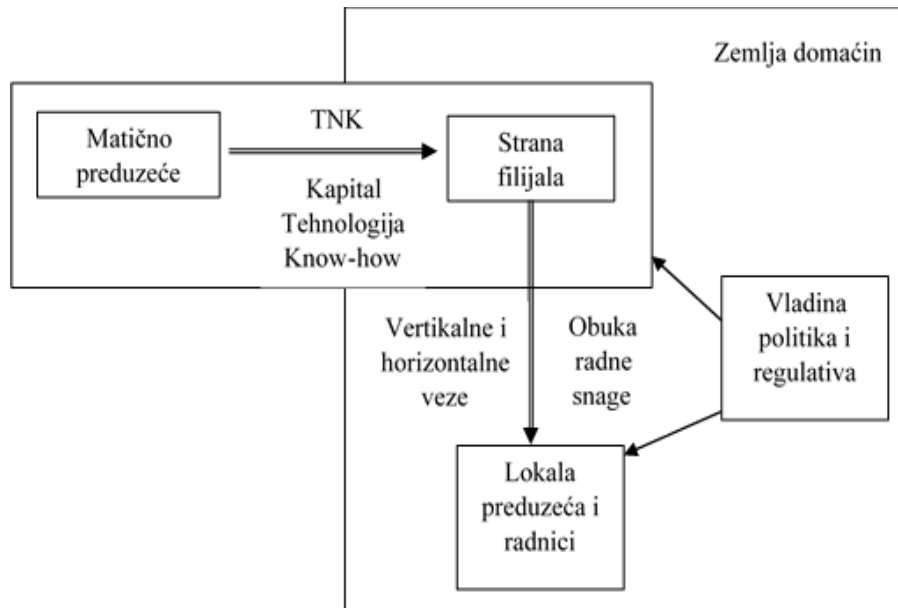 Zemlja domaćin
Matično
preduzeće
TNK
Kapital
Tehnologija
Know-how
Strana
filijala
Vertikalne i
horizontalne
veze
Obuka
radne
snage
Vladina
politika i
regulativa
Lokala
preduzeća i
radnici